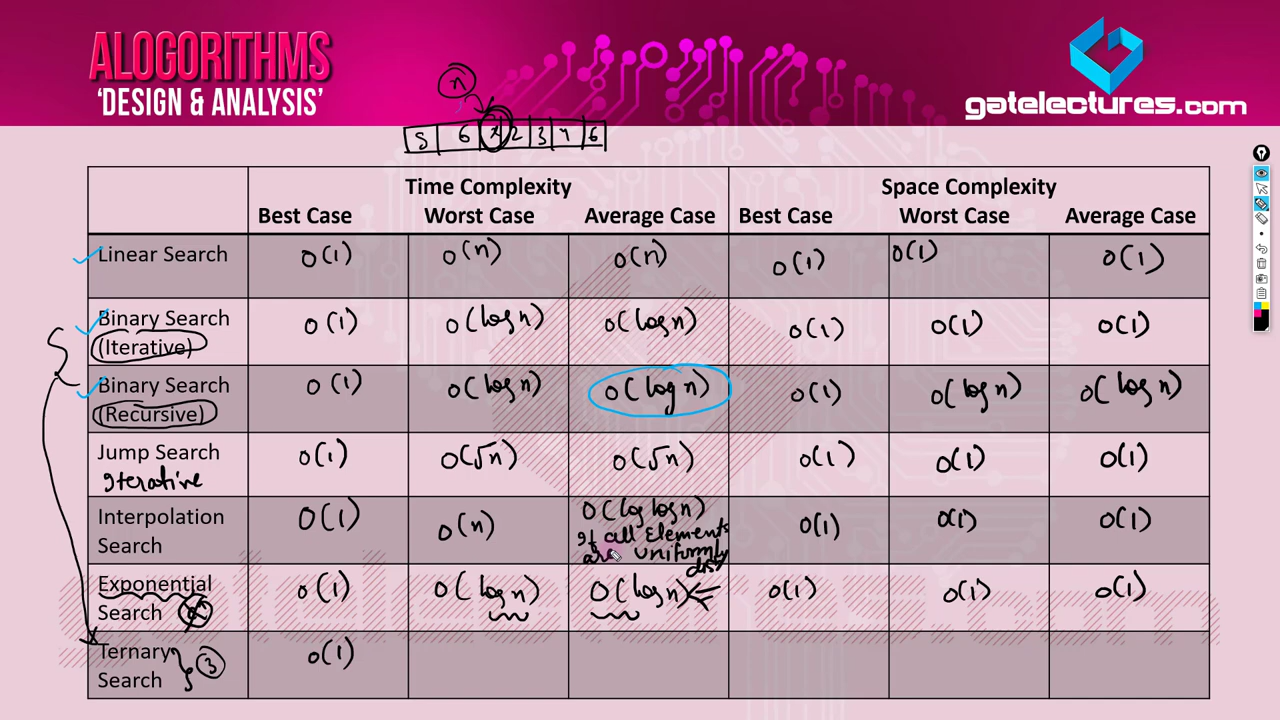 ALOGORITHMS
'DESIGN & ANALYSIS'
gatelectures.com
n
5 6 2 3 4 6
Time Complexity Space Complexity
Best Case Worst Case Average Case Best Case Worst Case Average Case
Linear Search O(1) O(n) O(n) O(1) O(1) O(1)
Binary Search
(Iterative) O(1) O(log n) O(log n) O(1) O(1) O(1)
Binary Search
(Recursive) O(1) O(log n) O(log n) O(1) O(log n) O(log n)
Jump Search
Iterative O(1) O(√n) O(√n) O(1) O(1) O(1)
Interpolation
Search O(1) O(n) O(log log n) O(1) O(1) O(1)
If all Elements
are uniformly
dist
Exponential
Search O(1) O(log n) O(log n) O(1) O(1) O(1)
Ternary
Search 3 O(1)